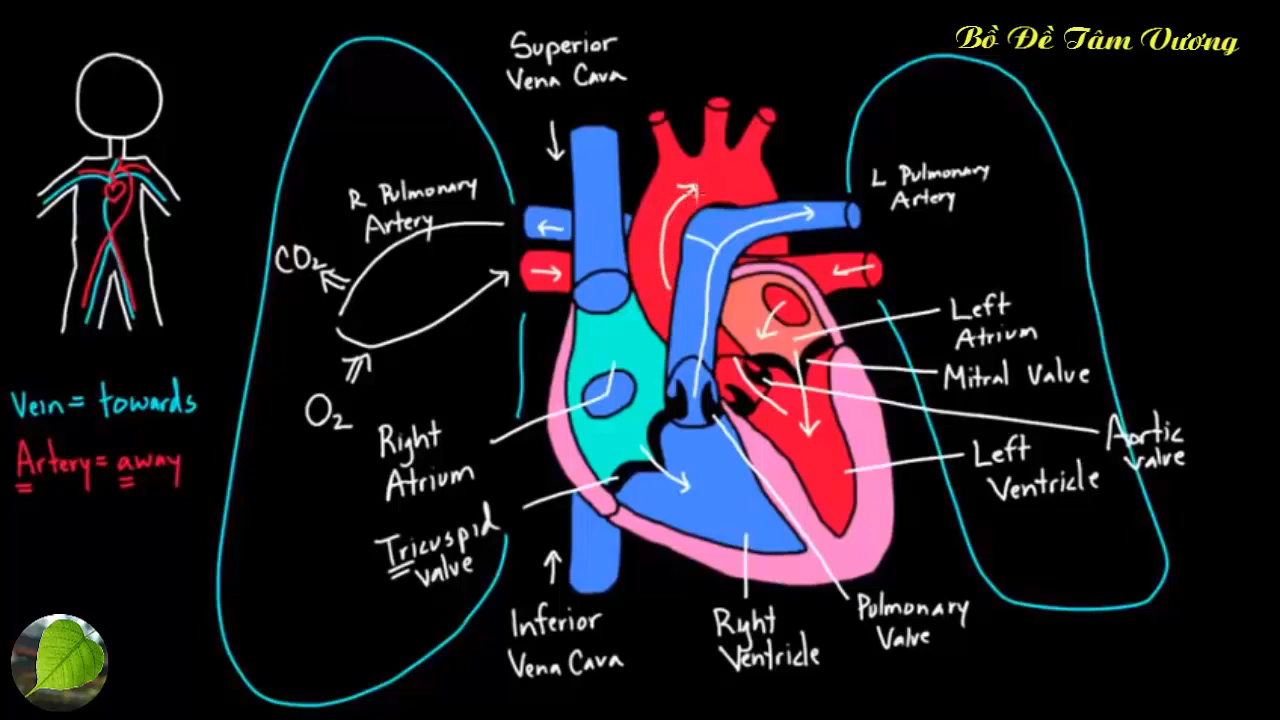 Bồ Đề Tâm Vương
Superior
Vena Cava
R Pulmonary
Artery
L Pulmonary
Artery
CO₂
O₂
Left
Atrium
Mitral Valve
Vein = towards
Artery = away
Right
Atrium
Aortic
valve
Left
Ventricle
Tricuspid
valve
Inferior
Vena Cava
Right
Ventricle
Pulmonary
Valve